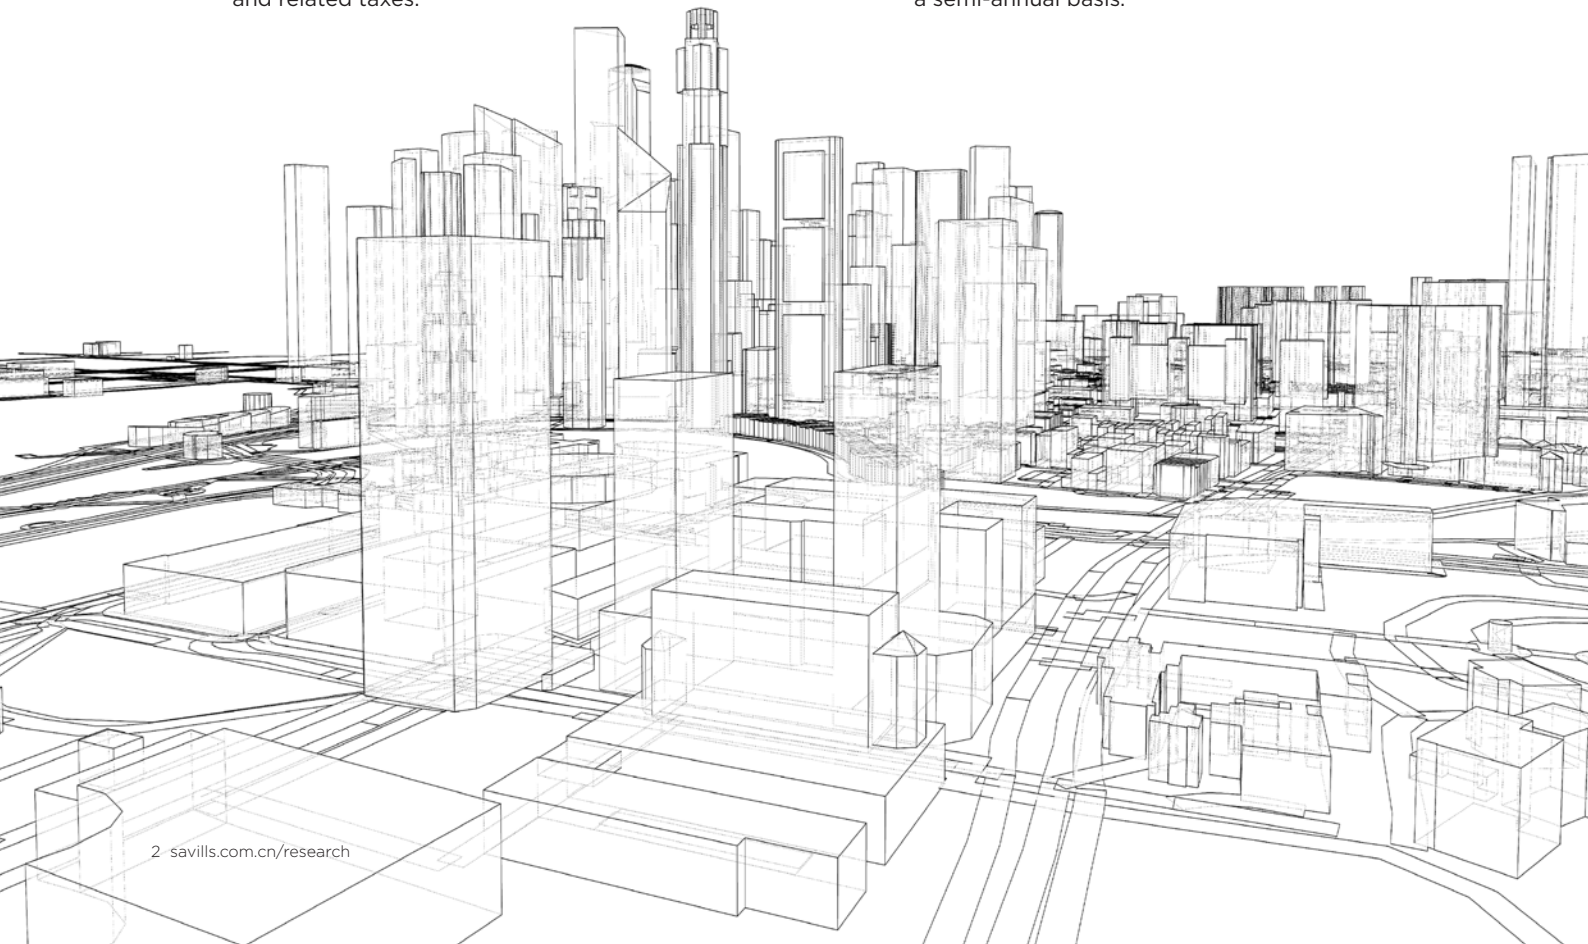 and related taxes.
a semi-annual basis.
2 savills.com.cn/research